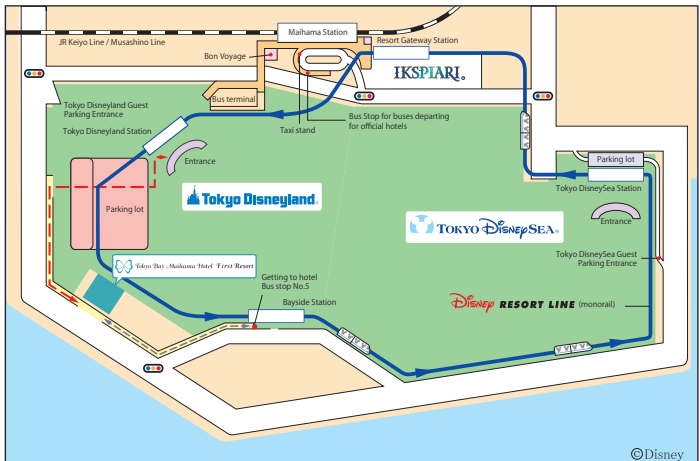 Maihama Station
JR Keiyo Line / Musashino Line
Resort Gateway Station
Bon Voyage
IKSPIARI®
Bus terminal
Tokyo Disneyland Guest
Parking Entrance
Tokyo Disneyland Station
Taxi stand
Bus Stop for buses departing
for official hotels
Entrance
Parking lot
Tokyo DisneySea Station
Tokyo Disneyland®
Parking lot
TOKYO DISNEYSEA®
Entrance
Tokyo DisneySea Guest
Parking Entrance
Tokyo Bay Maihama Hotel First Resort
Getting to hotel
Bus stop No.5
Bayside Station
DISNEY RESORT LINE (monorail)
©Disney